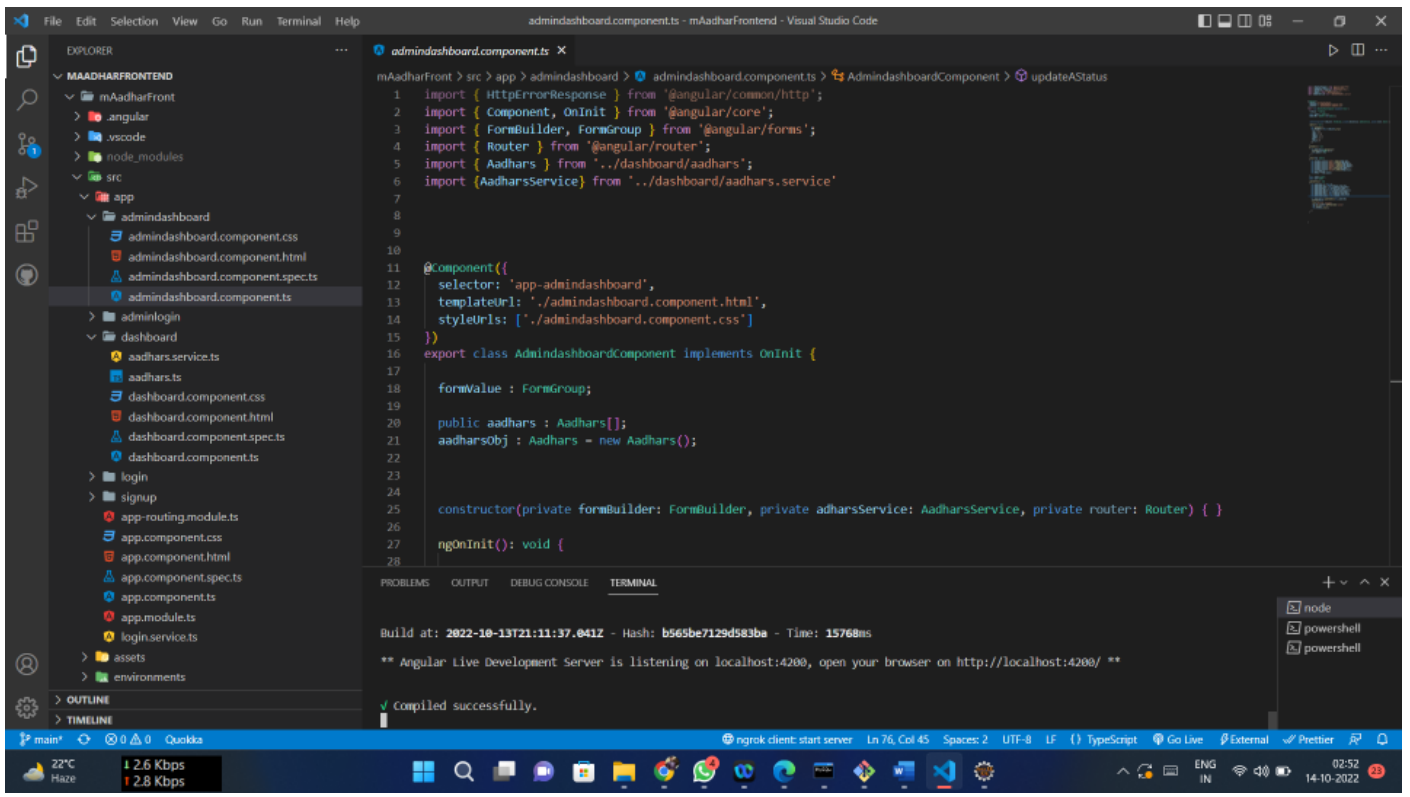 File Edit Selection View Go Run Terminal Help
admindashboard.component.ts - mAadharFrontend - Visual Studio Code
EXPLORER
MAADHARFRONTEND
mAadharFront
.angular
.vscode
node_modules
src
app
admindashboard
admindashboard.component.css
admindashboard.component.html
admindashboard.component.spec.ts
admindashboard.component.ts
adminlogin
dashboard
aadhars.service.ts
aadhars.ts
dashboard.component.css
dashboard.component.html
dashboard.component.spec.ts
dashboard.component.ts
login
signup
app-routing.module.ts
app.component.css
app.component.html
app.component.spec.ts
app.component.ts
app.module.ts
login.service.ts
assets
environments
OUTLINE
TIMELINE
1
admindashboard.component.ts
mAadharFront > src > app > admindashboard > admindashboard.component.ts > AdmindashboardComponent > updateAStatus
1 import { HttpErrorResponse } from '@angular/common/http';
2 import { Component, OnInit } from '@angular/core';
3 import { FormBuilder, FormGroup } from '@angular/forms';
4 import { Router } from '@angular/router';
5 import { Aadhars } from '../dashboard/aadhars';
6 import {AadharsService} from '../dashboard/aadhars.service'
7
8
9
10
11 @Component({
12 selector: 'app-admindashboard',
13 templateUrl: './admindashboard.component.html',
14 styleUrls: ['./admindashboard.component.css']
15 })
16 export class AdmindashboardComponent implements OnInit {
17
18 formValue : FormGroup;
19
20 public aadhars : Aadhars[];
21 aadharsObj : Aadhars = new Aadhars();
22
23
24
25 constructor(private formBuilder: FormBuilder, private adharsService: AadharsService, private router: Router) { }
26
27 ngOnInit(): void {
28
PROBLEMS OUTPUT DEBUG CONSOLE TERMINAL
Build at: 2022-10-13T21:11:37.041Z - Hash: b565be7129d583ba - Time: 15768ms
** Angular Live Development Server is listening on localhost:4200, open your browser on http://localhost:4200/ **
√ Compiled successfully.
node
powershell
powershell
main* 0 0 Quokka
ngrok client: start server Ln 76, Col 45 Spaces: 2 UTF-8 LF {} TypeScript Go Live External Prettier
22°C
Haze
2.6 Kbps
2.8 Kbps
4
ENG
IN
02:52
14-10-2022
23